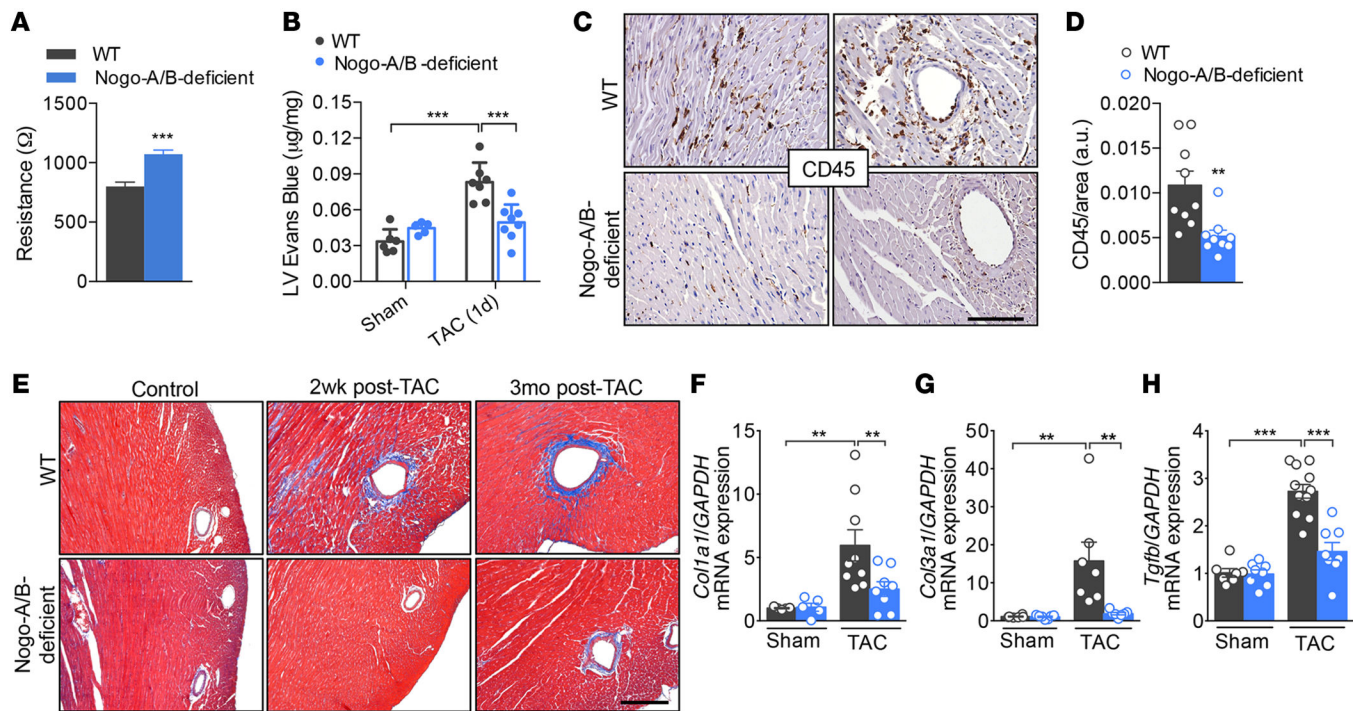 A
WT
Nogo-A/B-deficient
Resistance (Ω)
1500
1000
500
0
***
B
WT
Nogo-A/B -deficient
LV Evans Blue (µg/mg)
0.15
0.12
0.09
0.06
0.03
0.00
***
***
Sham
TAC (1d)
C
WT
Nogo-A/B-
deficient
CD45
D
WT
Nogo-A/B-deficient
CD45/area (a.u.)
0.020
0.015
0.010
0.005
0.000
**
E
Control
2wk post-TAC
3mo post-TAC
WT
Nogo-A/B-
deficient
F
Col1a1/GAPDH
mRNA expression
15
10
5
0
**
**
Sham
TAC
G
Col3a1/GAPDH
mRNA expression
50
40
30
20
10
0
**
**
Sham
TAC
H
Tgfb/GAPDH
mRNA expression
4
3
2
1
0
***
***
Sham
TAC